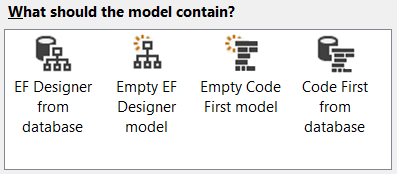 What should the model contain?
EF Designer
from
database
Empty EF
Designer
model
Empty Code
First model
Code First
from
database